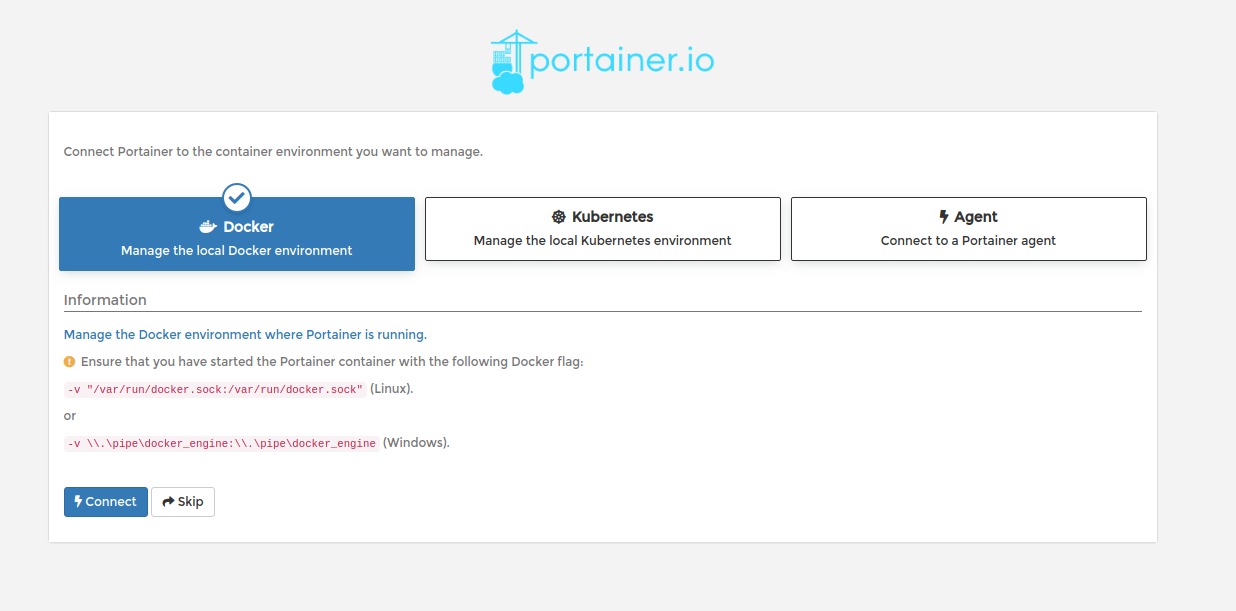 portainer.io
Connect Portainer to the container environment you want to manage.
Docker
Manage the local Docker environment
Kubernetes
Manage the local Kubernetes environment
Agent
Connect to a Portainer agent
Information
Manage the Docker environment where Portainer is running.
Ensure that you have started the Portainer container with the following Docker flag:
-v "/var/run/docker.sock:/var/run/docker.sock" (Linux).
or
-v \\.\pipe\docker_engine:\\.\pipe\docker_engine (Windows).
Connect Skip